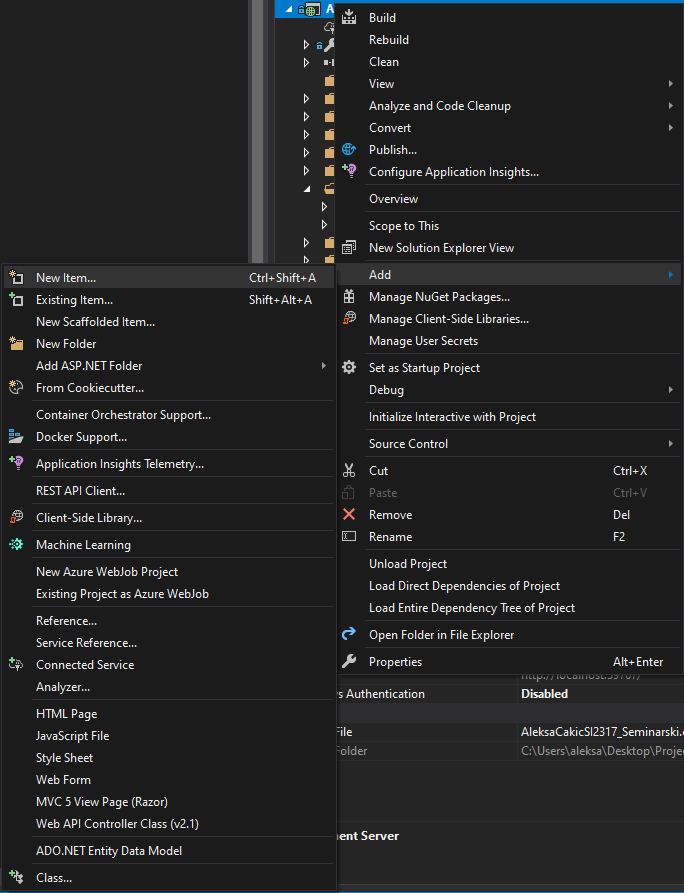 A
Build
Rebuild
Clean
View
Analyze and Code Cleanup
Convert
Publish...
Configure Application Insights...
Overview
Scope to This
New Solution Explorer View
Add
Manage NuGet Packages...
Manage Client-Side Libraries...
Manage User Secrets
Set as Startup Project
Debug
Initialize Interactive with Project
Source Control
Cut Ctrl+X
Paste Ctrl+V
Remove Del
Rename F2
Unload Project
Load Direct Dependencies of Project
Load Entire Dependency Tree of Project
Open Folder in File Explorer
Properties Alt+Enter
New Item... Ctrl+Shift+A
Existing Item... Shift+Alt+A
New Scaffolded Item...
New Folder
Add ASP.NET Folder
From Cookiecutter...
Container Orchestrator Support...
Docker Support...
Application Insights Telemetry...
REST API Client...
Client-Side Library...
Machine Learning
New Azure WebJob Project
Existing Project as Azure WebJob
Reference...
Service Reference...
Connected Service
Analyzer...
HTML Page
JavaScript File
Style Sheet
Web Form
MVC 5 View Page (Razor)
Web API Controller Class (v2.1)
ADO.NET Entity Data Model
Class...
s Authentication Disabled
File AleksaCakicSI2317_Seminarski.
Folder C:\Users\aleksa\Desktop\Proje
ent Server